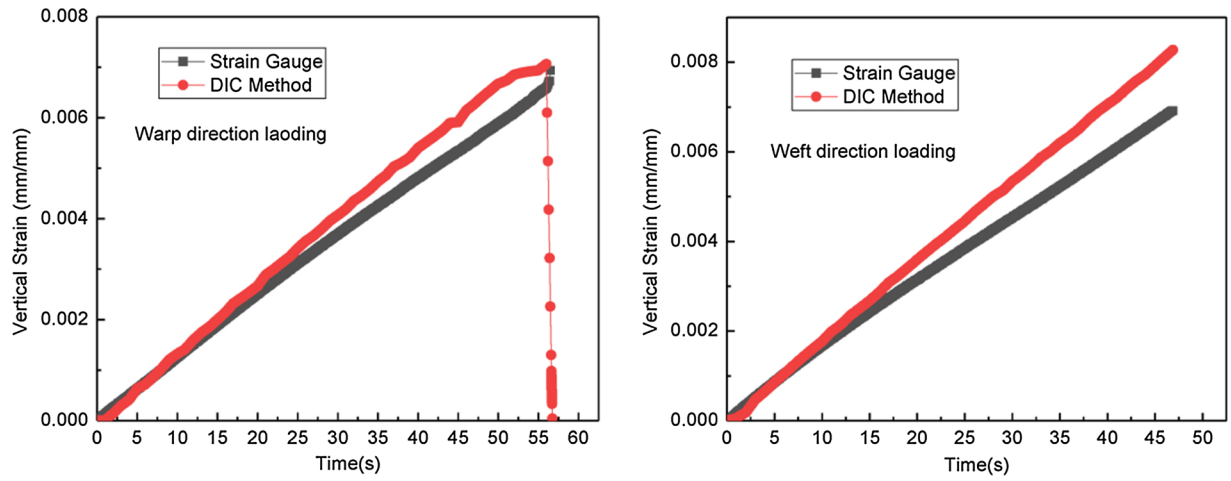 0.008
0.006
0.004
0.002
0.000
Vertical Strain (mm/mm)
Strain Gauge
DIC Method
Warp direction laoding
0 5 10 15 20 25 30 35 40 45 50 55 60
Time(s)
0.008
0.006
0.004
0.002
0.000
Vertical Strain (mm/mm)
Strain Gauge
DIC Method
Weft direction loading
0 5 10 15 20 25 30 35 40 45 50
Time(s)